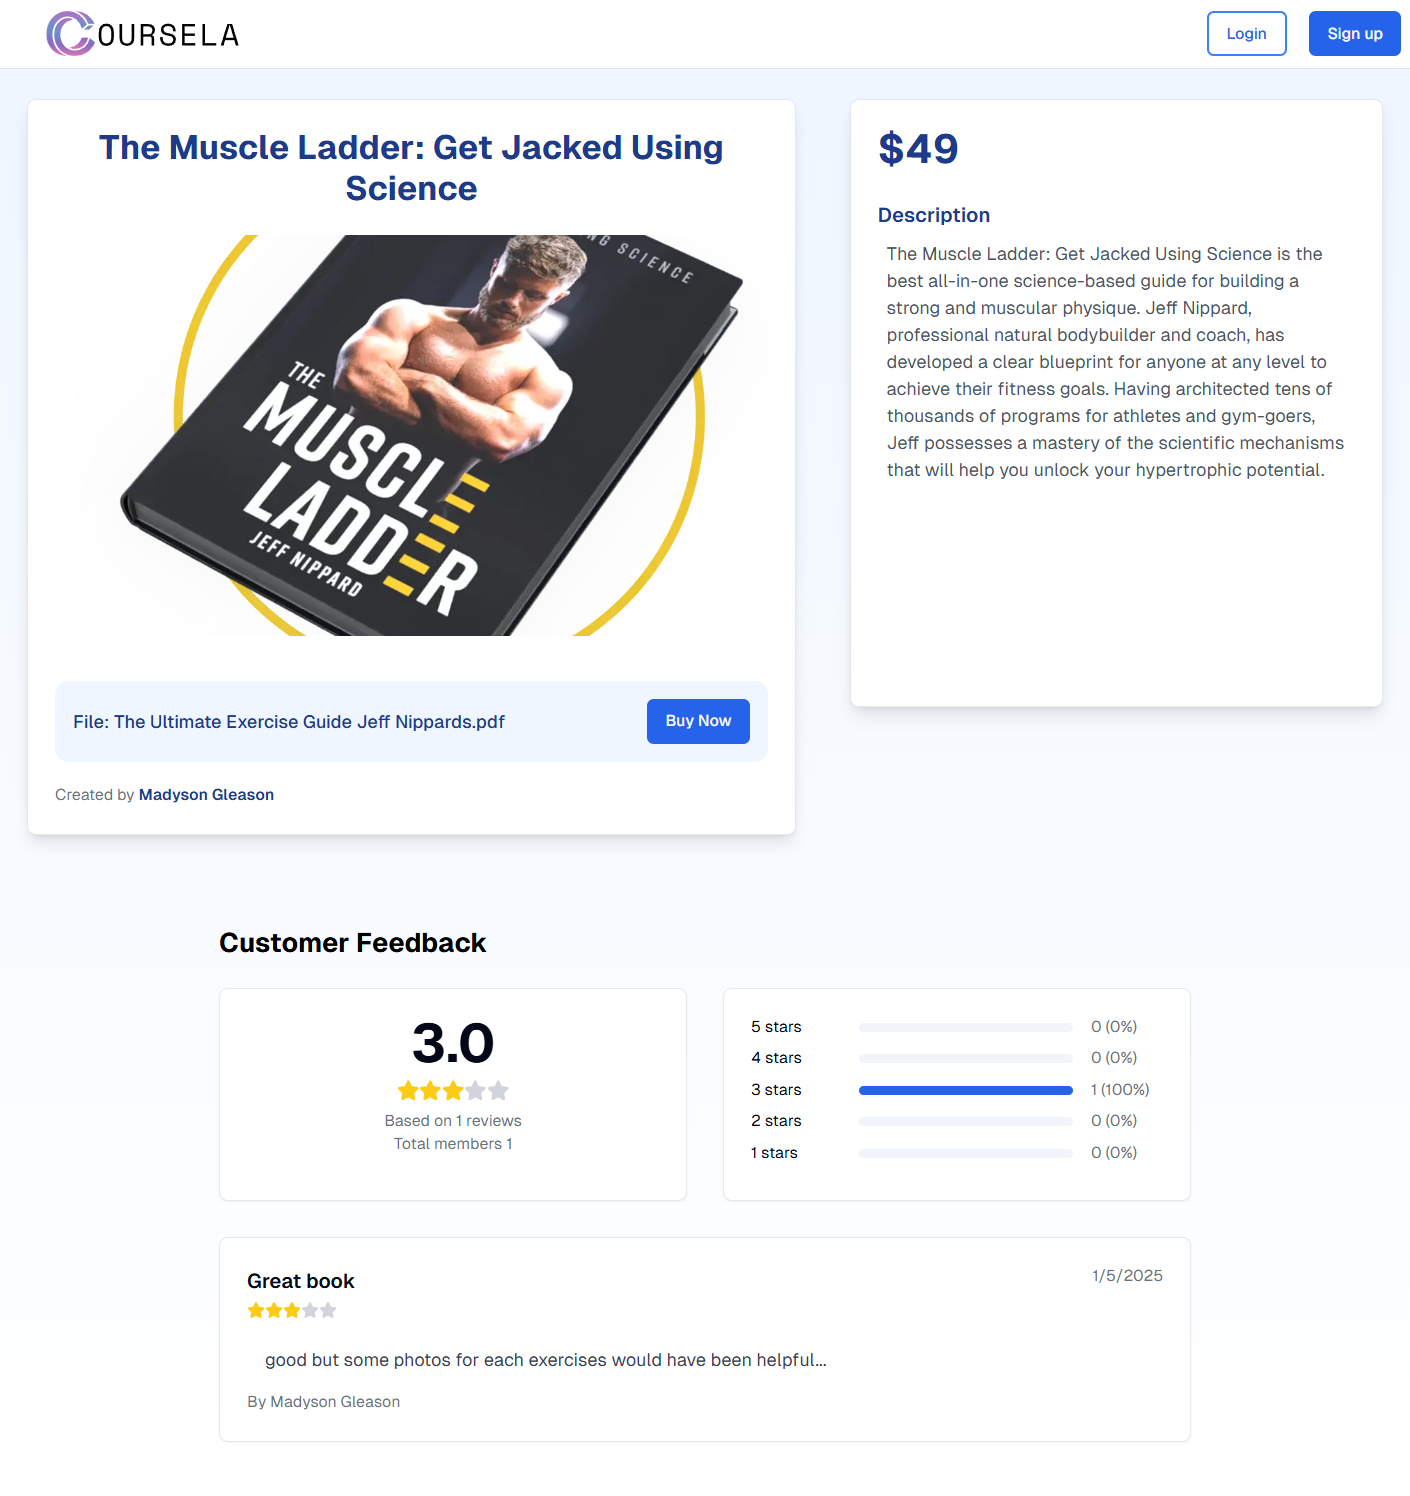 COURSELA
Login
Sign up
The Muscle Ladder: Get Jacked Using
Science
SCIENCE
THE
MUSCLE
LADDER
JEFF NIPPARD
File: The Ultimate Exercise Guide Jeff Nippards.pdf
Buy Now
Created by Madyson Gleason
$49
Description
The Muscle Ladder: Get Jacked Using Science is the
best all-in-one science-based guide for building a
strong and muscular physique. Jeff Nippard,
professional natural bodybuilder and coach, has
developed a clear blueprint for anyone at any level to
achieve their fitness goals. Having architected tens of
thousands of programs for athletes and gym-goers,
Jeff possesses a mastery of the scientific mechanisms
that will help you unlock your hypertrophic potential.
Customer Feedback
3.0
Based on 1 reviews
Total members 1
5 stars 0 (0%)
4 stars 0 (0%)
3 stars 1 (100%)
2 stars 0 (0%)
1 stars 0 (0%)
Great book
1/5/2025
good but some photos for each exercises would have been helpful...
By Madyson Gleason